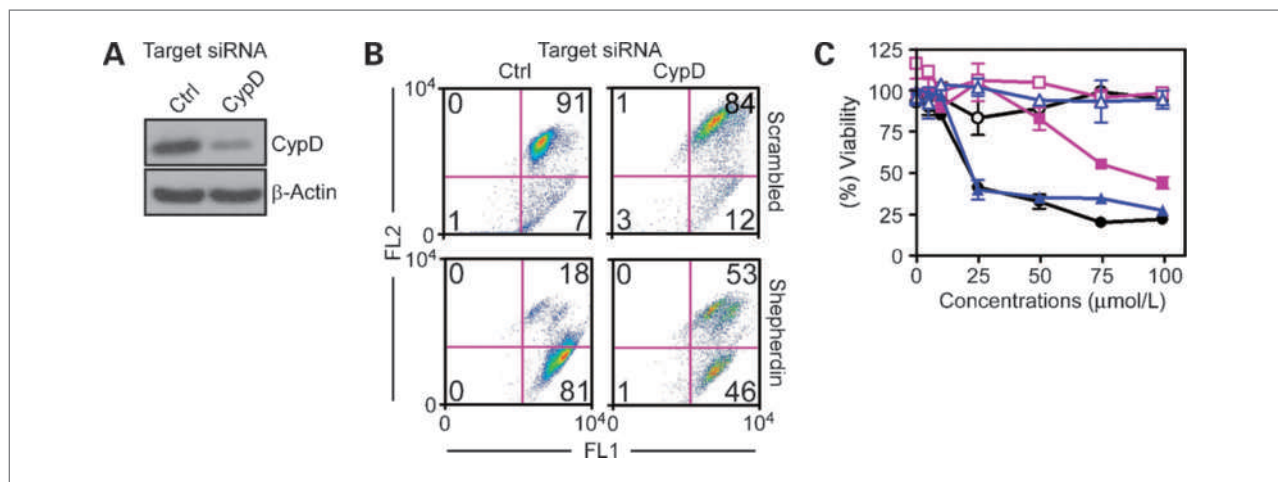 A
Target siRNA
Ctrl
CypD
CypD
β-Actin
B
Target siRNA
Ctrl
CypD
10⁴
0
91
1
7
0
1
84
3
12
Scrambled
10⁴
0
18
0
81
0
0
53
1
46
Shepherdin
0
10⁴
0
10⁴
FL2
FL1
C
125
100
75
50
25
0
(%) Viability
0
25
50
75
100
Concentrations (μmol/L)